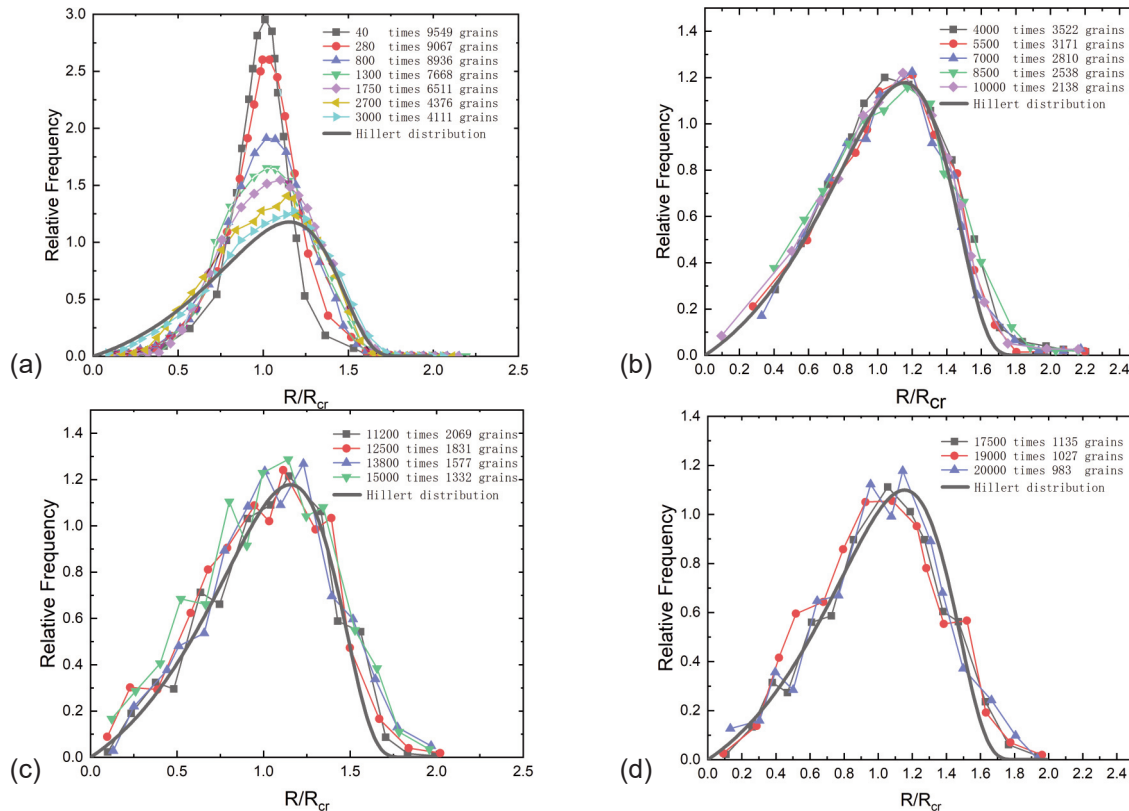 (a)
Relative Frequency
3.0
2.5
2.0
1.5
1.0
0.5
0.0
40 times 9549 grains
280 times 9067 grains
800 times 8936 grains
1300 times 7668 grains
1750 times 6511 grains
2700 times 4376 grains
3000 times 4111 grains
Hillert distribution
0.0 0.5 1.0 1.5 2.0 2.5
R/Rcr
(b)
Relative Frequency
1.4
1.2
1.0
0.8
0.6
0.4
0.2
0.0
4000 times 3522 grains
5500 times 3171 grains
7000 times 2810 grains
8500 times 2538 grains
10000 times 2138 grains
Hillert distribution
0.0 0.2 0.4 0.6 0.8 1.0 1.2 1.4 1.6 1.8 2.0 2.2 2.4
R/Rcr
(c)
Relative Frequency
1.4
1.2
1.0
0.8
0.6
0.4
0.2
0.0
11200 times 2069 grains
12500 times 1831 grains
13800 times 1577 grains
15000 times 1332 grains
Hillert distribution
0.0 0.5 1.0 1.5 2.0 2.5
R/Rcr
(d)
Relative Frequency
1.4
1.2
1.0
0.8
0.6
0.4
0.2
0.0
17500 times 1135 grains
19000 times 1027 grains
20000 times 983 grains
Hillert distribution
0.0 0.2 0.4 0.6 0.8 1.0 1.2 1.4 1.6 1.8 2.0 2.2 2.4
R/Rcr